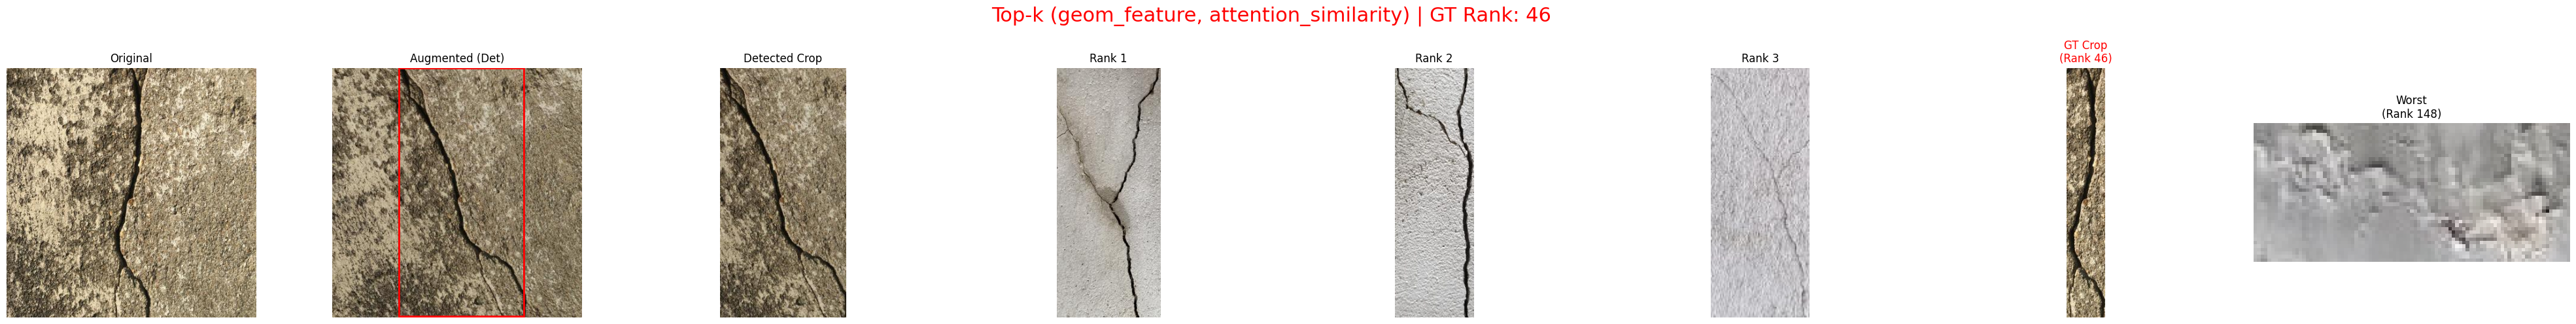 Top-k (geom_feature, attention_similarity) | GT Rank: 46
Original
Augmented (Det)
Detected Crop
Rank 1
Rank 2
Rank 3
GT Crop
(Rank 46)
Worst
(Rank 148)